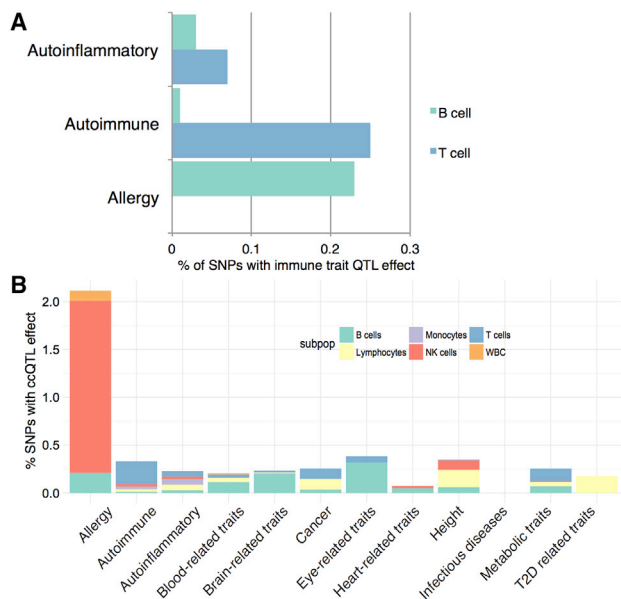 A
Autoinflammatory
Autoimmune
Allergy
B cell
T cell
0 0.1 0.2 0.3
% of SNPs with immune trait QTL effect
B
% SNPs with ccQTL effect
2.0
1.5
1.0
0.5
0.0
subpop
B cells Monocytes T cells
Lymphocytes NK cells WBC
Allergy
Autoimmune
Autoinflammatory
Blood-related traits
Brain-related traits
Cancer
Eye-related traits
Heart-related traits
Height
Infectious diseases
Metabolic traits
T2D related traits